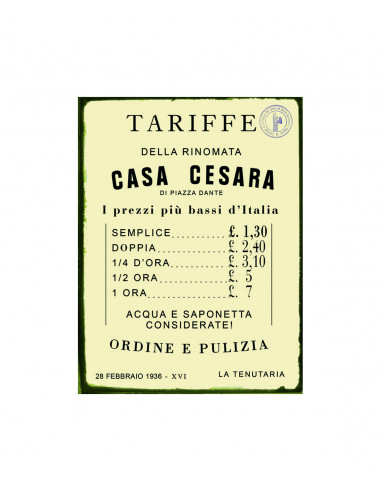 TARIFFE
DELLA RINOMATA
CASA CESARA
DI PIAZZA DANTE
I prezzi più bassi d'Italia
SEMPLICE £. 1,30
DOPPIA £. 2,40
1/4 D'ORA £. 3,10
1/2 ORA £. 5
1 ORA £. 7
ACQUA E SAPONETTA
CONSIDERATE!
ORDINE E PULIZIA
28 FEBBRAIO 1936 - XVI
LA TENUTARIA